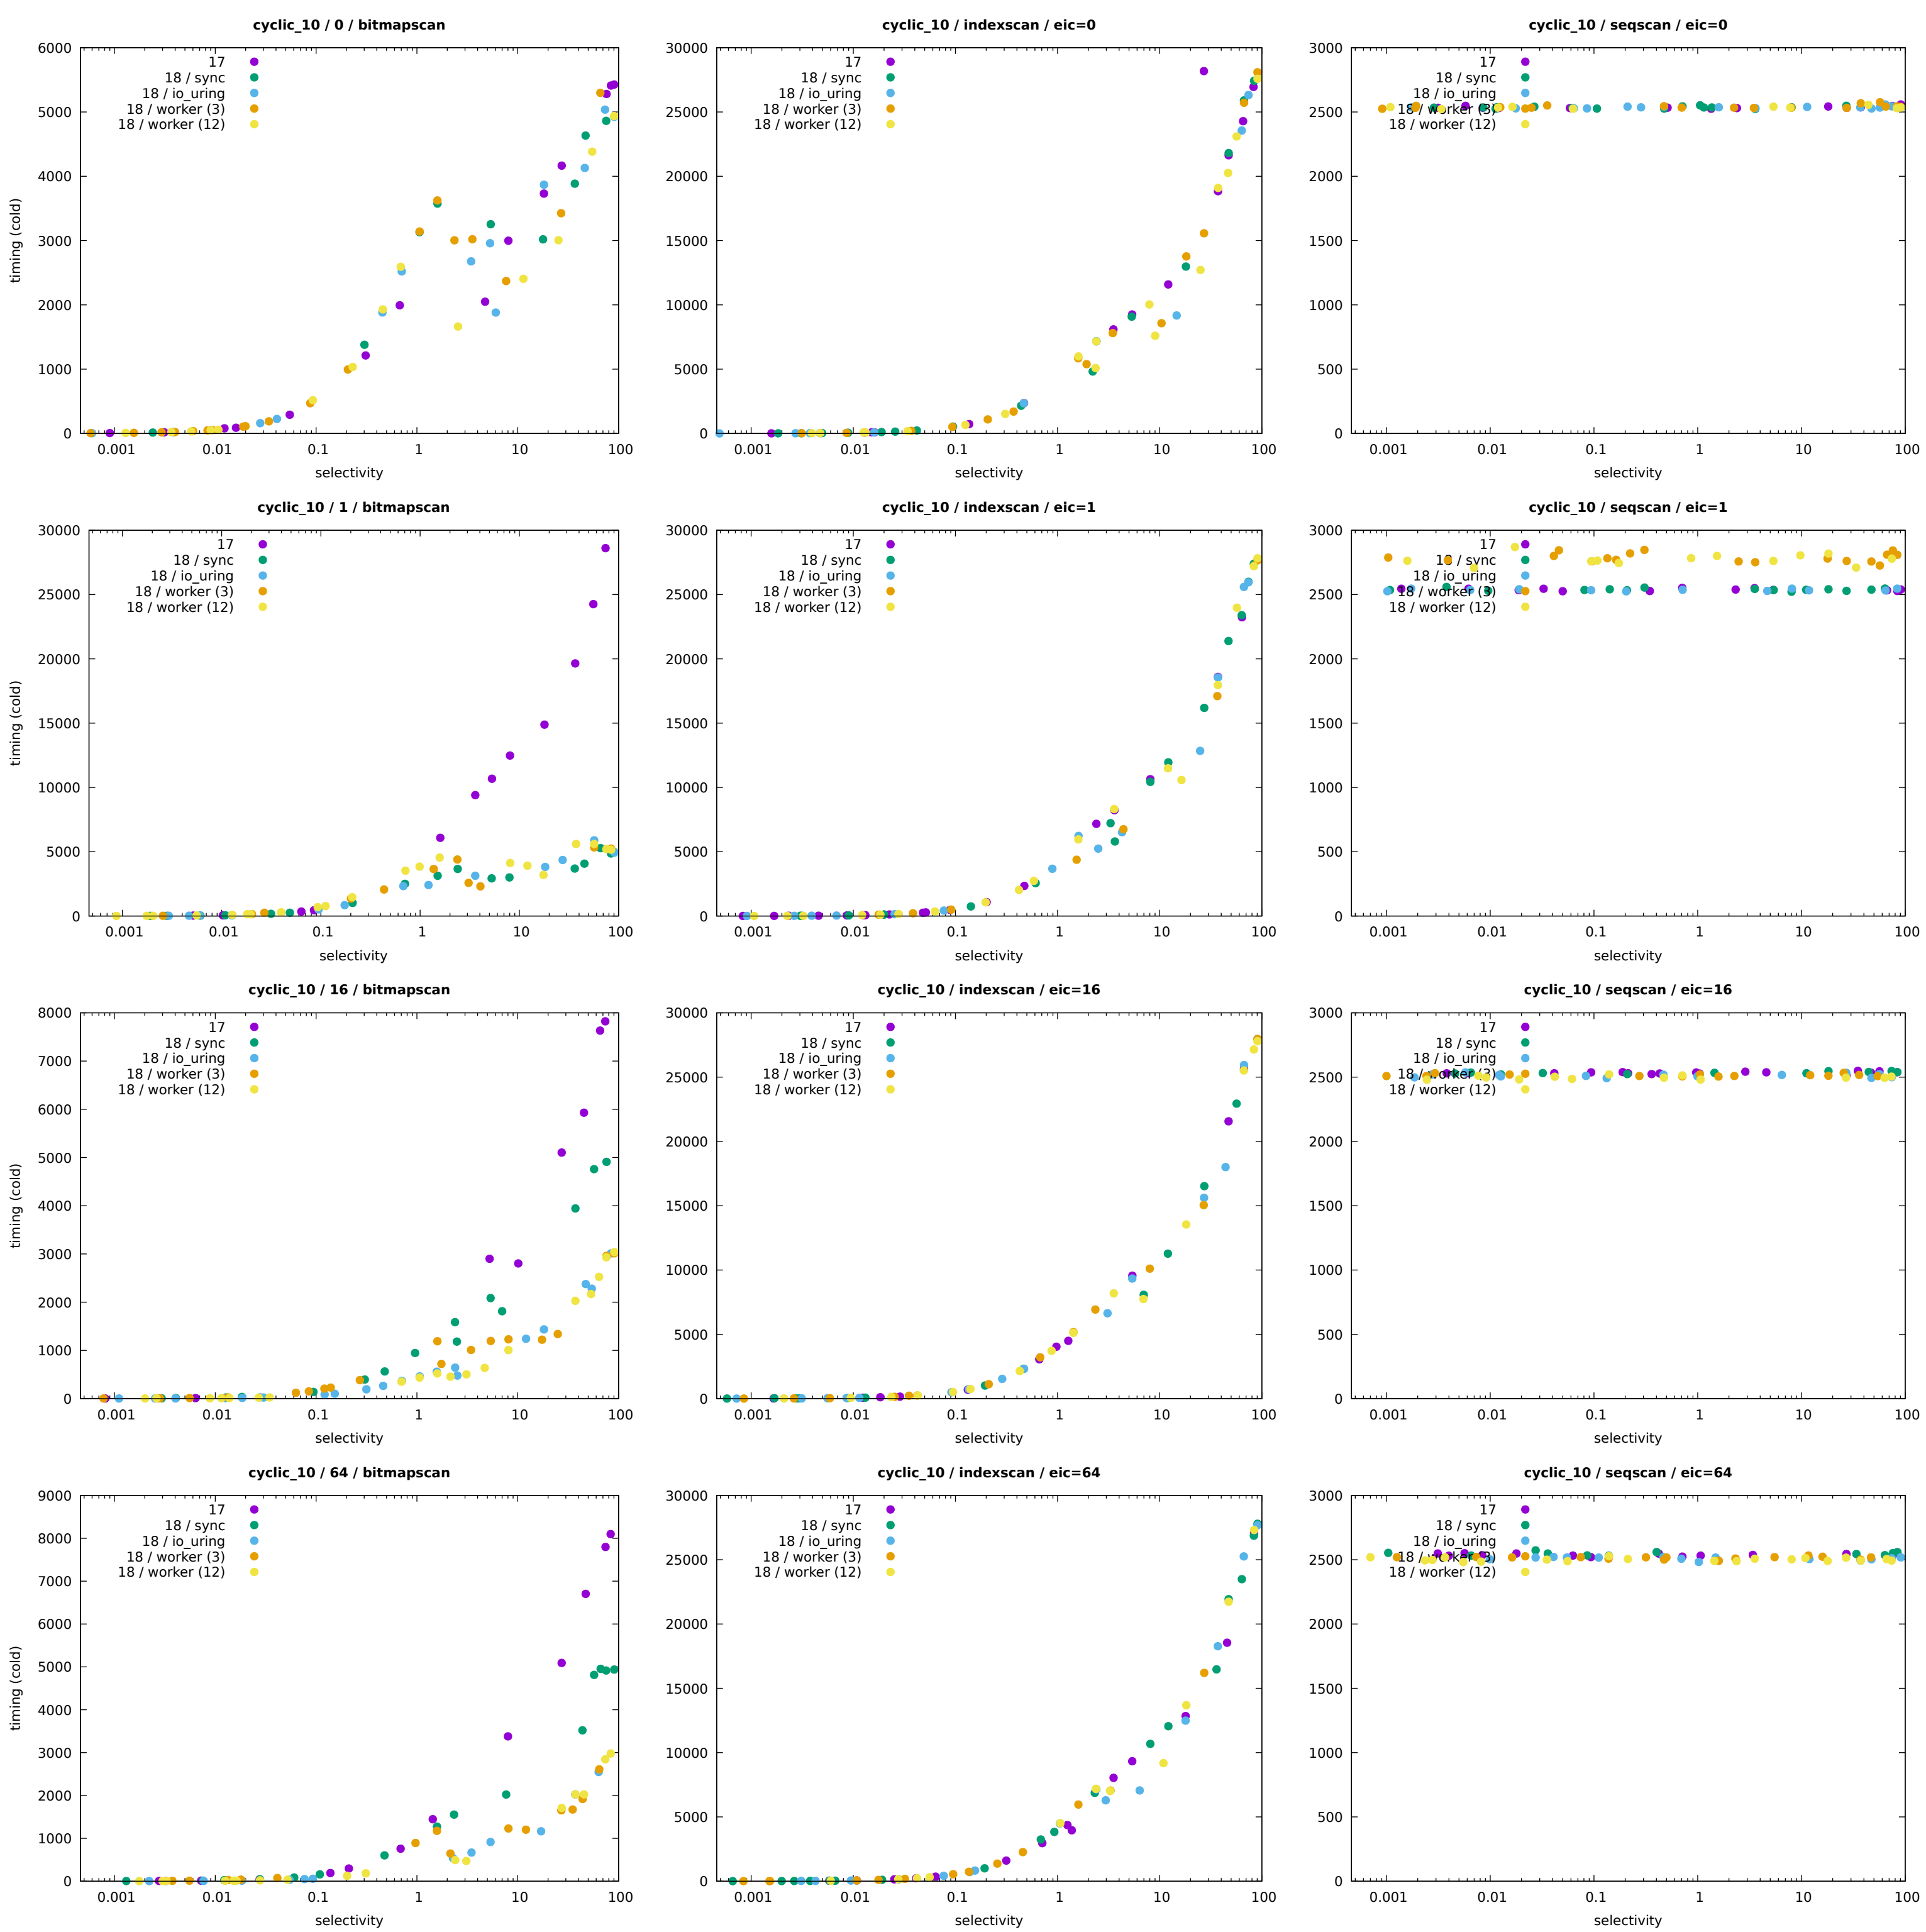 cyclic_10 / 0 / bitmapscan
6000
5000
4000
3000
2000
1000
0
timing (cold)
17
18 / sync
18 / io_uring
18 / worker (3)
18 / worker (12)
0.001 0.01 0.1 1 10 100
selectivity
cyclic_10 / indexscan / eic=0
30000
25000
20000
15000
10000
5000
0
17
18 / sync
18 / io_uring
18 / worker (3)
18 / worker (12)
0.001 0.01 0.1 1 10 100
selectivity
cyclic_10 / seqscan / eic=0
3000
2500
2000
1500
1000
500
0
17
18 / sync
18 / io_uring
18 / worker (3)
18 / worker (12)
0.001 0.01 0.1 1 10 100
selectivity
cyclic_10 / 1 / bitmapscan
30000
25000
20000
15000
10000
5000
0
timing (cold)
17
18 / sync
18 / io_uring
18 / worker (3)
18 / worker (12)
0.001 0.01 0.1 1 10 100
selectivity
cyclic_10 / indexscan / eic=1
30000
25000
20000
15000
10000
5000
0
17
18 / sync
18 / io_uring
18 / worker (3)
18 / worker (12)
0.001 0.01 0.1 1 10 100
selectivity
cyclic_10 / seqscan / eic=1
3000
2500
2000
1500
1000
500
0
17
18 / sync
18 / io_uring
18 / worker (3)
18 / worker (12)
0.001 0.01 0.1 1 10 100
selectivity
cyclic_10 / 16 / bitmapscan
8000
7000
6000
5000
4000
3000
2000
1000
0
timing (cold)
17
18 / sync
18 / io_uring
18 / worker (3)
18 / worker (12)
0.001 0.01 0.1 1 10 100
selectivity
cyclic_10 / indexscan / eic=16
30000
25000
20000
15000
10000
5000
0
17
18 / sync
18 / io_uring
18 / worker (3)
18 / worker (12)
0.001 0.01 0.1 1 10 100
selectivity
cyclic_10 / seqscan / eic=16
3000
2500
2000
1500
1000
500
0
17
18 / sync
18 / io_uring
18 / worker (3)
18 / worker (12)
0.001 0.01 0.1 1 10 100
selectivity
cyclic_10 / 64 / bitmapscan
9000
8000
7000
6000
5000
4000
3000
2000
1000
0
timing (cold)
17
18 / sync
18 / io_uring
18 / worker (3)
18 / worker (12)
0.001 0.01 0.1 1 10 100
selectivity
cyclic_10 / indexscan / eic=64
30000
25000
20000
15000
10000
5000
0
17
18 / sync
18 / io_uring
18 / worker (3)
18 / worker (12)
0.001 0.01 0.1 1 10 100
selectivity
cyclic_10 / seqscan / eic=64
3000
2500
2000
1500
1000
500
0
17
18 / sync
18 / io_uring
18 / worker (3)
18 / worker (12)
0.001 0.01 0.1 1 10 100
selectivity